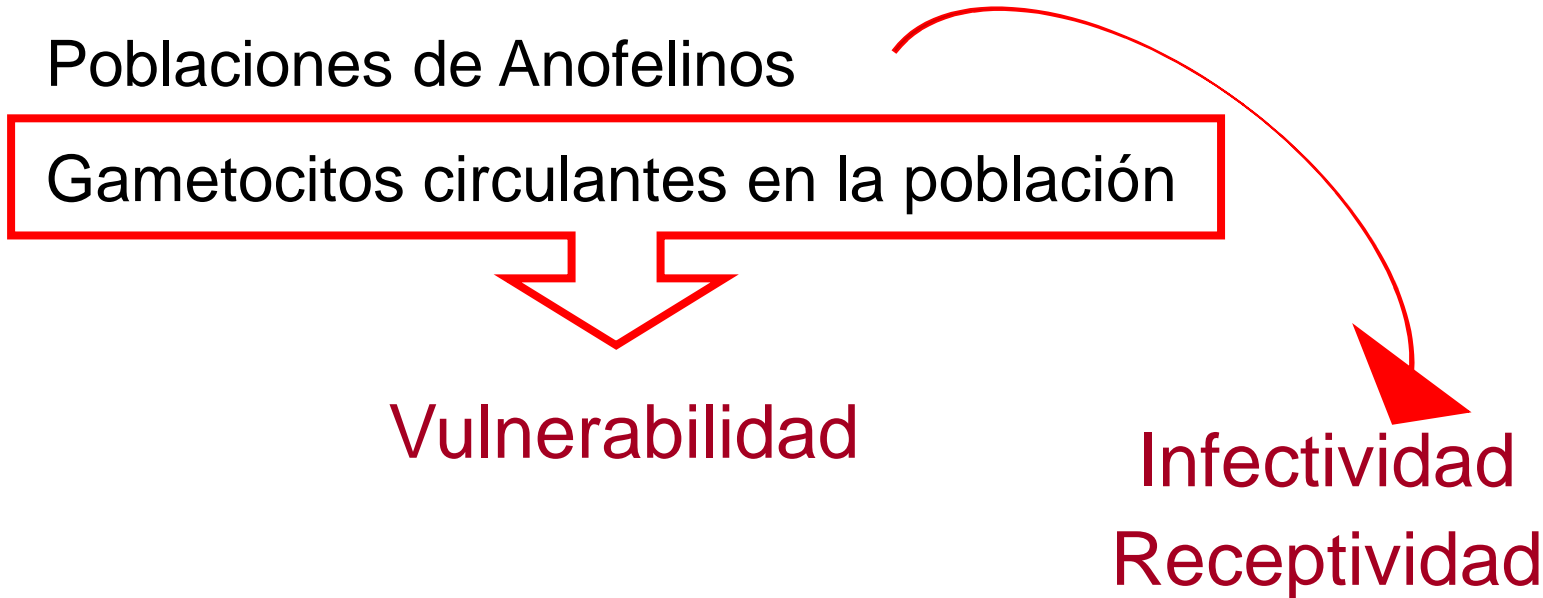 Poblaciones de Anofelinos
Gametocitos circulantes en la población
Vulnerabilidad
Infectividad
Receptividad